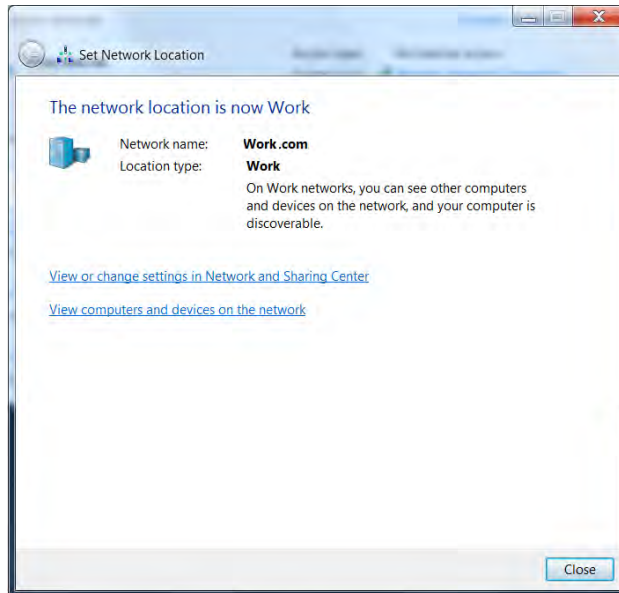 Set Network Location
The network location is now Work
Network name: Work.com
Location type: Work
On Work networks, you can see other computers
and devices on the network, and your computer is
discoverable.
View or change settings in Network and Sharing Center
View computers and devices on the network
Close